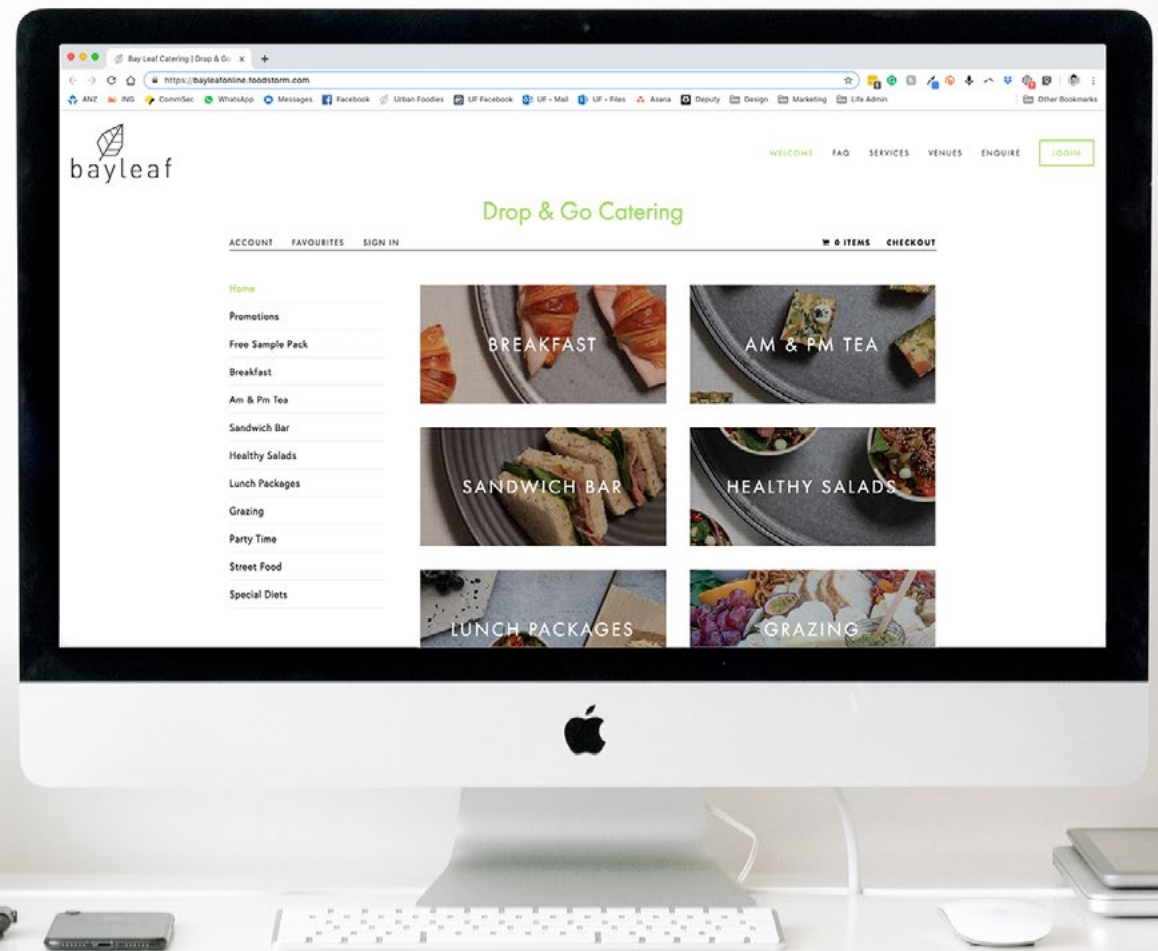 Bay Leaf Catering | Drop & Go
https://bayleafonline.foodstorm.com
ANZ ING CommSec WhatsApp Messages Facebook Urban Foodies UF Facebook UF - Mail UF - Files Asana Deputy Design Marketing Life Admin Other Bookmarks
bayleaf
WELCOME FAQ SERVICES VENUES ENQUIRE LOGIN
Drop & Go Catering
ACCOUNT FAVOURITES SIGN IN 0 ITEMS CHECKOUT
Home
Promotions
Free Sample Pack
Breakfast
Am & Pm Tea
Sandwich Bar
Healthy Salads
Lunch Packages
Grazing
Party Time
Street Food
Special Diets
BREAKFAST AM & PM TEA
SANDWICH BAR HEALTHY SALADS
LUNCH PACKAGES GRAZING